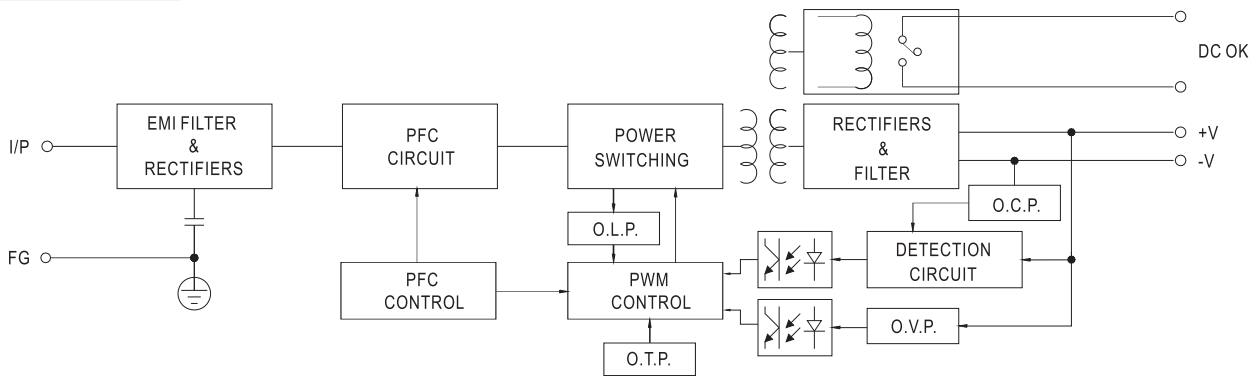 DC OK
I/P
EMI FILTER
&
RECTIFIERS
PFC
CIRCUIT
POWER
SWITCHING
RECTIFIERS
&
FILTER
+V
-V
O.C.P.
O.L.P.
FG
DETECTION
CIRCUIT
PFC
CONTROL
PWM
CONTROL
O.V.P.
O.T.P.